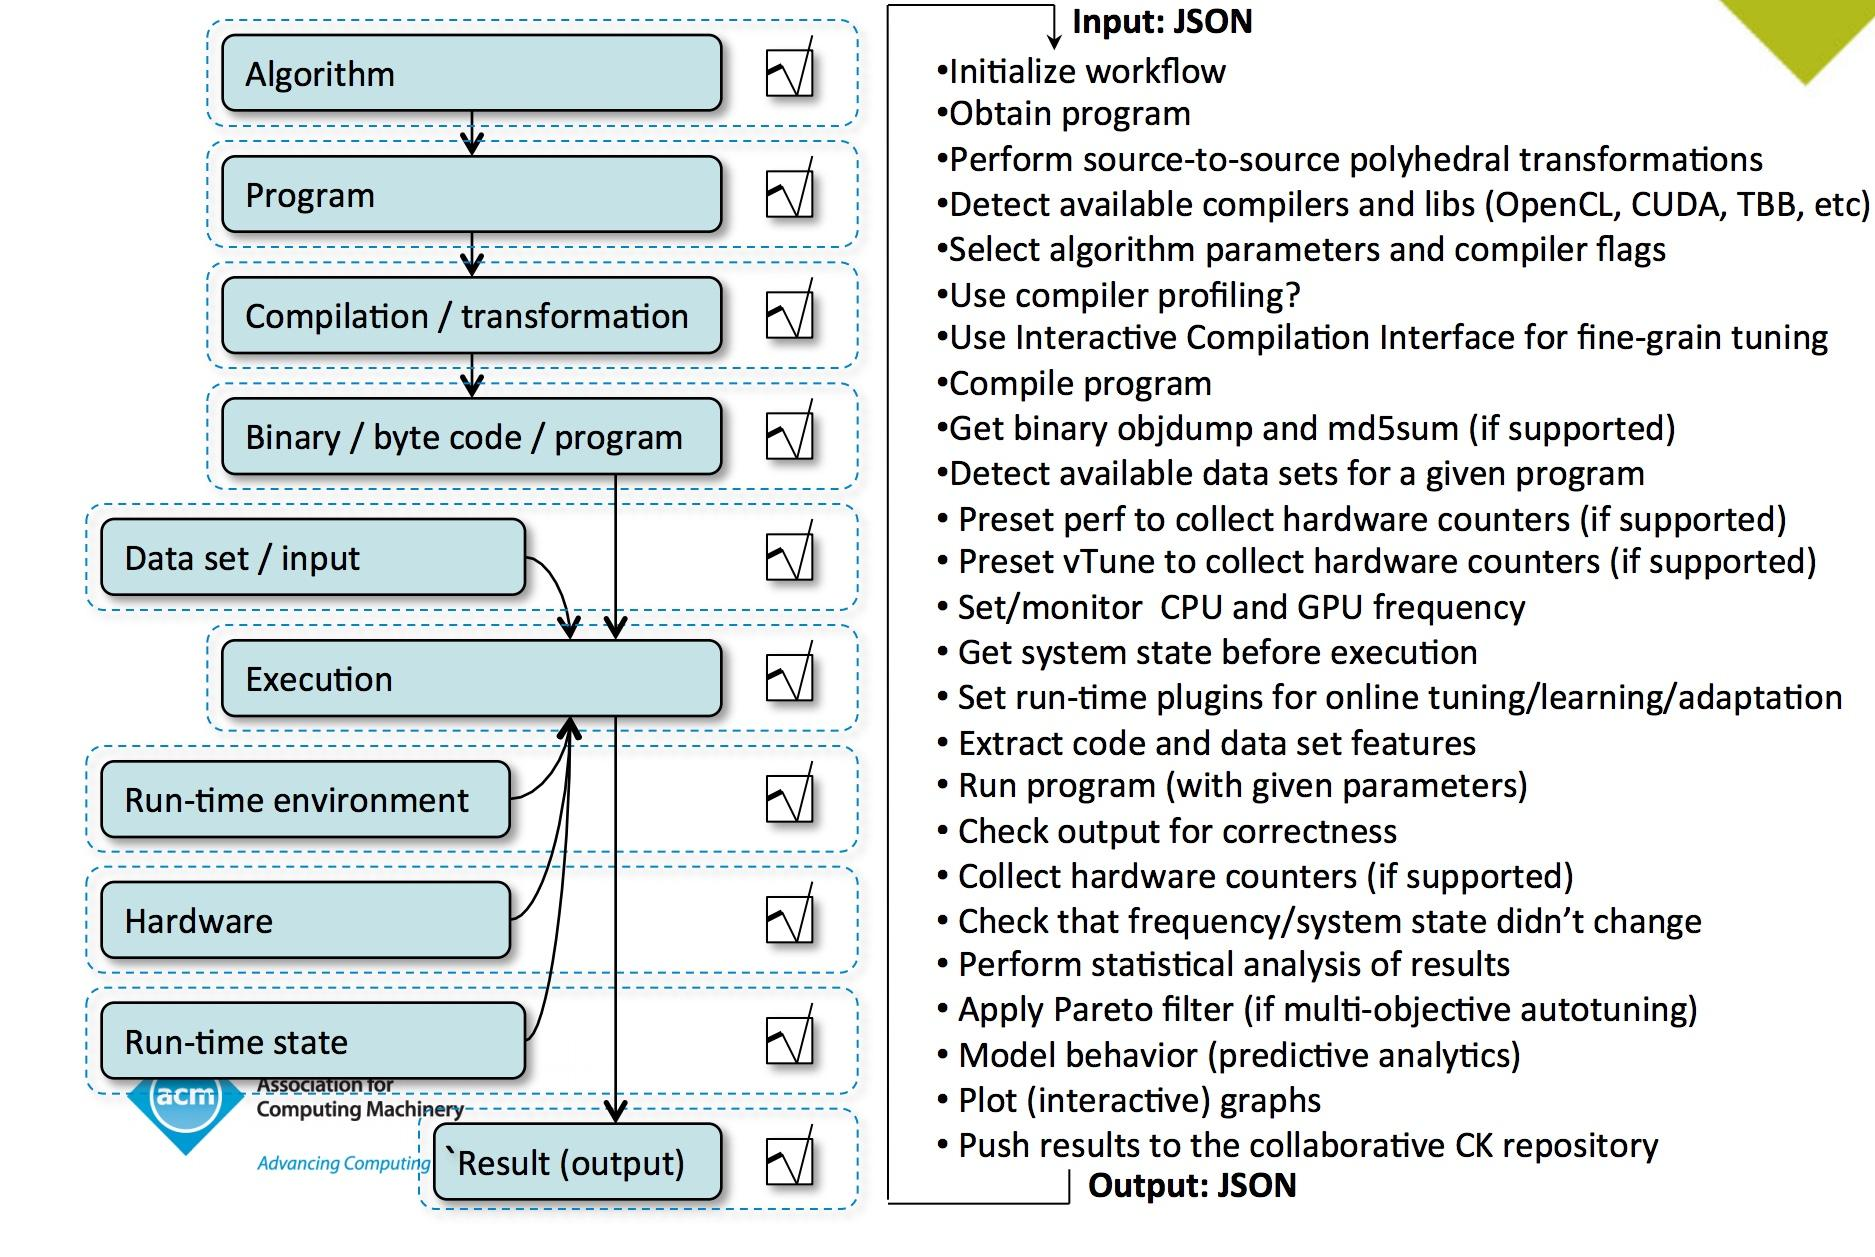 Algorithm
Program
Compilation / transformation
Binary / byte code / program
Data set / input
Execution
Run-time environment
Hardware
Run-time state
acm
Association for
Computing Machinery
Advancing Computing
`Result (output)
Input: JSON
•Initialize workflow
•Obtain program
•Perform source-to-source polyhedral transformations
•Detect available compilers and libs (OpenCL, CUDA, TBB, etc)
•Select algorithm parameters and compiler flags
•Use compiler profiling?
•Use Interactive Compilation Interface for fine-grain tuning
•Compile program
•Get binary objdump and md5sum (if supported)
•Detect available data sets for a given program
• Preset perf to collect hardware counters (if supported)
• Preset vTune to collect hardware counters (if supported)
• Set/monitor  CPU and GPU frequency
• Get system state before execution
• Set run-time plugins for online tuning/learning/adaptation
• Extract code and data set features
• Run program (with given parameters)
• Check output for correctness
• Collect hardware counters (if supported)
• Check that frequency/system state didn’t change
• Perform statistical analysis of results
• Apply Pareto filter (if multi-objective autotuning)
• Model behavior (predictive analytics)
• Plot (interactive) graphs
• Push results to the collaborative CK repository
Output: JSON